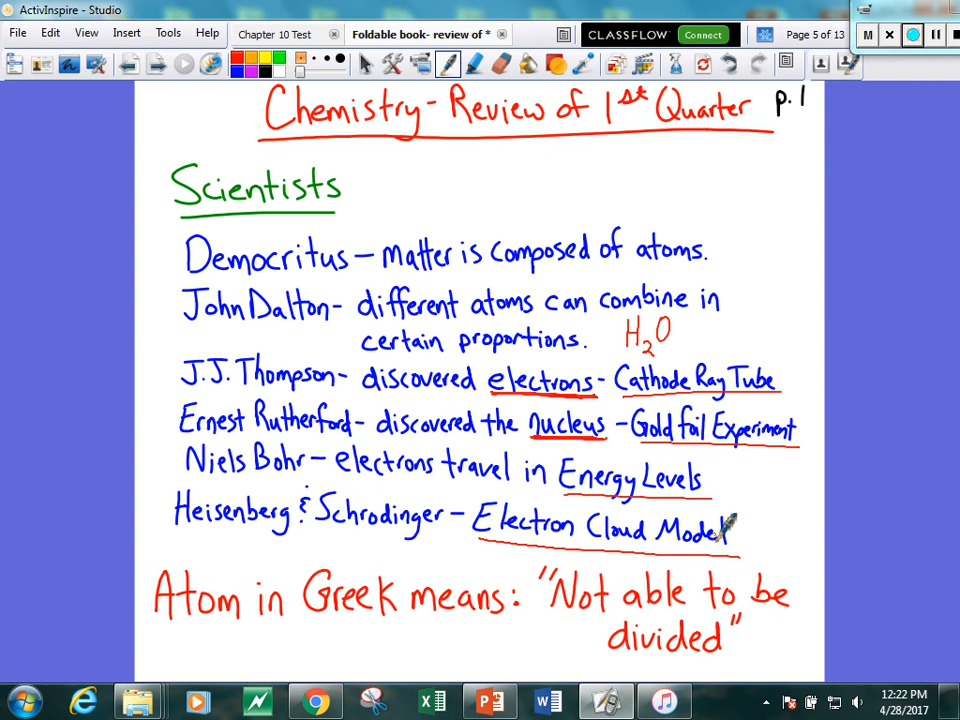 ActivInspire - Studio
File Edit View Insert Tools Help
Chapter 10 Test
Foldable book- review of *
CLASSFLOW
Connect
Page 5 of 13
M
Chemistry- Review of 1st Quarter p. 1
Scientists
Democritus – Matter is composed of atoms.
John Dalton- different atoms can combine in
certain proportions. H2O
J.J. Thompson- discovered electrons- Cathode Ray Tube
Ernest Rutherford- discovered the nucleus - Gold foil Experiment
Niels Bohr – electrons travel in Energy Levels
Heisenberg & Schrodinger – Electron Cloud Model
Atom in Greek means: "Not able to be
divided"
12:22 PM
4/28/2017